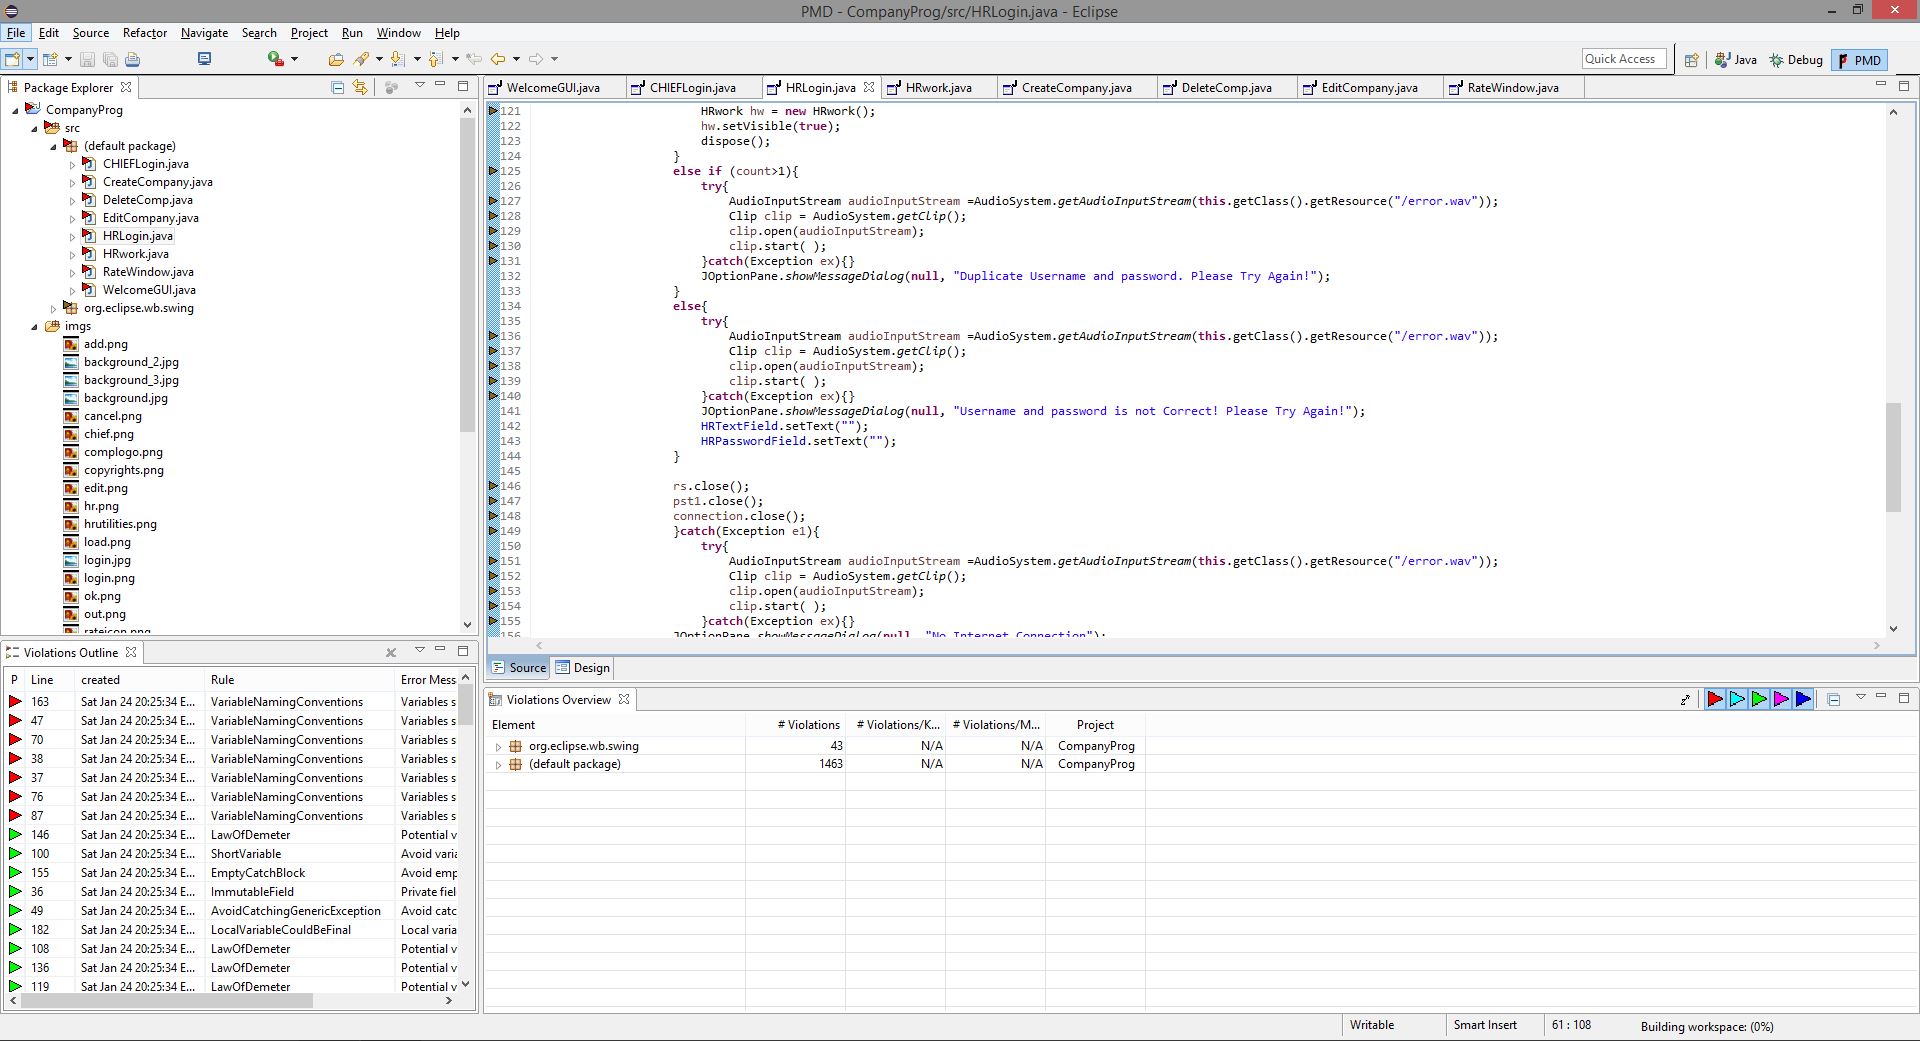 PMD - CompanyProg/src/HRLogin.java - Eclipse
File Edit Source Refactor Navigate Search Project Run Window Help
Quick Access Java Debug PMD
Package Explorer
CompanyProg
src
(default package)
CHIEFLogin.java
CreateCompany.java
DeleteComp.java
EditCompany.java
HRLogin.java
HRwork.java
RateWindow.java
WelcomeGUI.java
org.eclipse.wb.swing
imgs
add.png
background_2.jpg
background_3.jpg
background.jpg
cancel.png
chief.png
complogo.png
copyrights.png
edit.png
hr.png
hrutilities.png
load.png
login.jpg
login.png
ok.png
out.png
rateicon.png
WelcomeGUI.java CHIEFLogin.java HRLogin.java HRwork.java CreateCompany.java DeleteComp.java EditCompany.java RateWindow.java
121 HRwork hw = new HRwork();
122 hw.setVisible(true);
123 dispose();
124 }
125 else if (count>1){
126 try{
127 AudioInputStream audioInputStream =AudioSystem.getAudioInputStream(this.getClass().getResource("/error.wav"));
128 Clip clip = AudioSystem.getClip();
129 clip.open(audioInputStream);
130 clip.start( );
131 }catch(Exception ex){}
132 JOptionPane.showMessageDialog(null, "Duplicate Username and password. Please Try Again!");
133 }
134 else{
135 try{
136 AudioInputStream audioInputStream =AudioSystem.getAudioInputStream(this.getClass().getResource("/error.wav"));
137 Clip clip = AudioSystem.getClip();
138 clip.open(audioInputStream);
139 clip.start( );
140 }catch(Exception ex){}
141 JOptionPane.showMessageDialog(null, "Username and password is not Correct! Please Try Again!");
142 HRTextField.setText("");
143 HRPasswordField.setText("");
144 }
145
146 rs.close();
147 pst1.close();
148 connection.close();
149 }catch(Exception e1){
150 try{
151 AudioInputStream audioInputStream =AudioSystem.getAudioInputStream(this.getClass().getResource("/error.wav"));
152 Clip clip = AudioSystem.getClip();
153 clip.open(audioInputStream);
154 clip.start( );
155 }catch(Exception ex){}
156 JOptionPane.showMessageDialog(null, "No Internet Connection");
Source Design
Violations Outline
P Line created Rule Error Mess
163 Sat Jan 24 20:25:34 E... VariableNamingConventions Variables s
47 Sat Jan 24 20:25:34 E... VariableNamingConventions Variables s
70 Sat Jan 24 20:25:34 E... VariableNamingConventions Variables s
38 Sat Jan 24 20:25:34 E... VariableNamingConventions Variables s
37 Sat Jan 24 20:25:34 E... VariableNamingConventions Variables s
76 Sat Jan 24 20:25:34 E... VariableNamingConventions Variables s
87 Sat Jan 24 20:25:34 E... VariableNamingConventions Variables s
146 Sat Jan 24 20:25:34 E... LawOfDemeter Potential v
100 Sat Jan 24 20:25:34 E... ShortVariable Avoid varia
155 Sat Jan 24 20:25:34 E... EmptyCatchBlock Avoid emp
36 Sat Jan 24 20:25:34 E... ImmutableField Private fiel
49 Sat Jan 24 20:25:34 E... AvoidCatchingGenericException Avoid catc
182 Sat Jan 24 20:25:34 E... LocalVariableCouldBeFinal Local varia
108 Sat Jan 24 20:25:34 E... LawOfDemeter Potential v
136 Sat Jan 24 20:25:34 E... LawOfDemeter Potential v
119 Sat Jan 24 20:25:34 E... LawOfDemeter Potential v
Violations Overview
Element # Violations # Violations/K... # Violations/M... Project
org.eclipse.wb.swing 43 N/A N/A CompanyProg
(default package) 1463 N/A N/A CompanyProg
Writable Smart Insert 61 : 108 Building workspace: (0%)